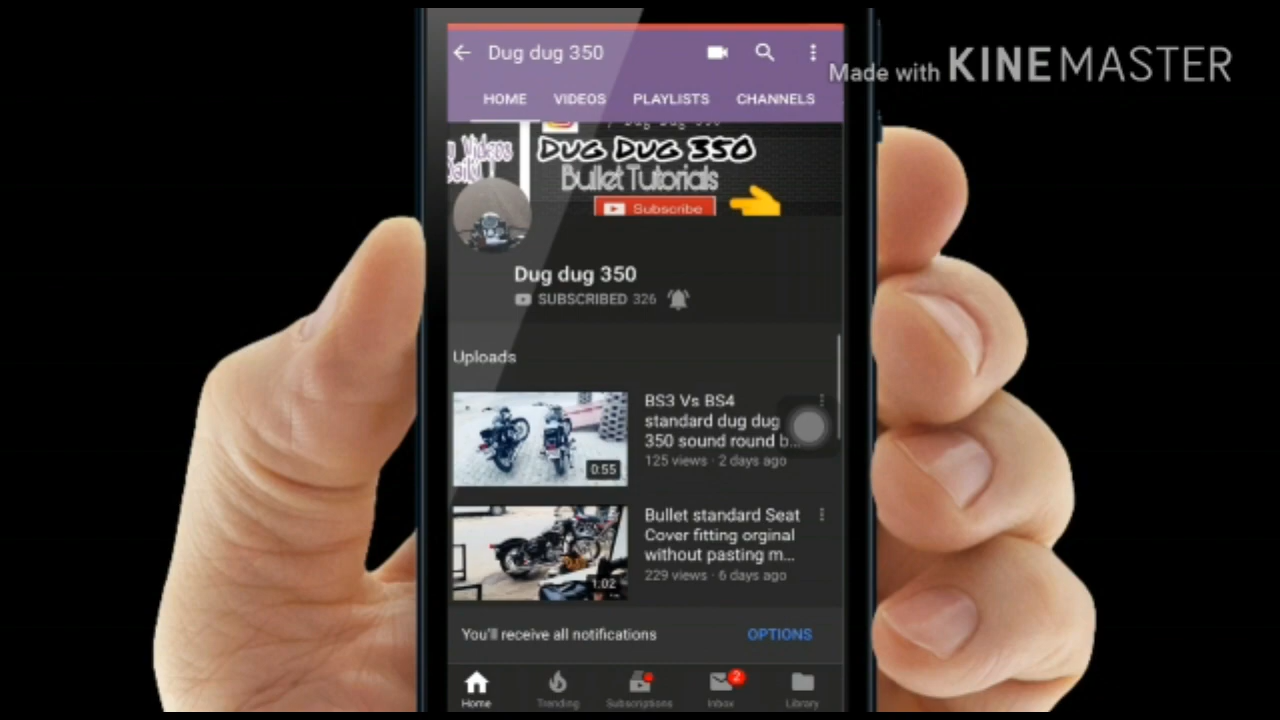 Dug dug 350
Made with KINEMASTER
HOME VIDEOS PLAYLISTS CHANNELS
Videos
DUG DUG 350
Bullet Tutorials
Subscribe
Dug dug 350
SUBSCRIBED 326
Uploads
BS3 Vs BS4
standard dug dug
350 sound round b...
125 views · 2 days ago
0:55
Bullet standard Seat
Cover fitting orginal
without pasting m...
229 views · 6 days ago
1:02
You'll receive all notifications OPTIONS
2
Home Trending Subscriptions Inbox Library